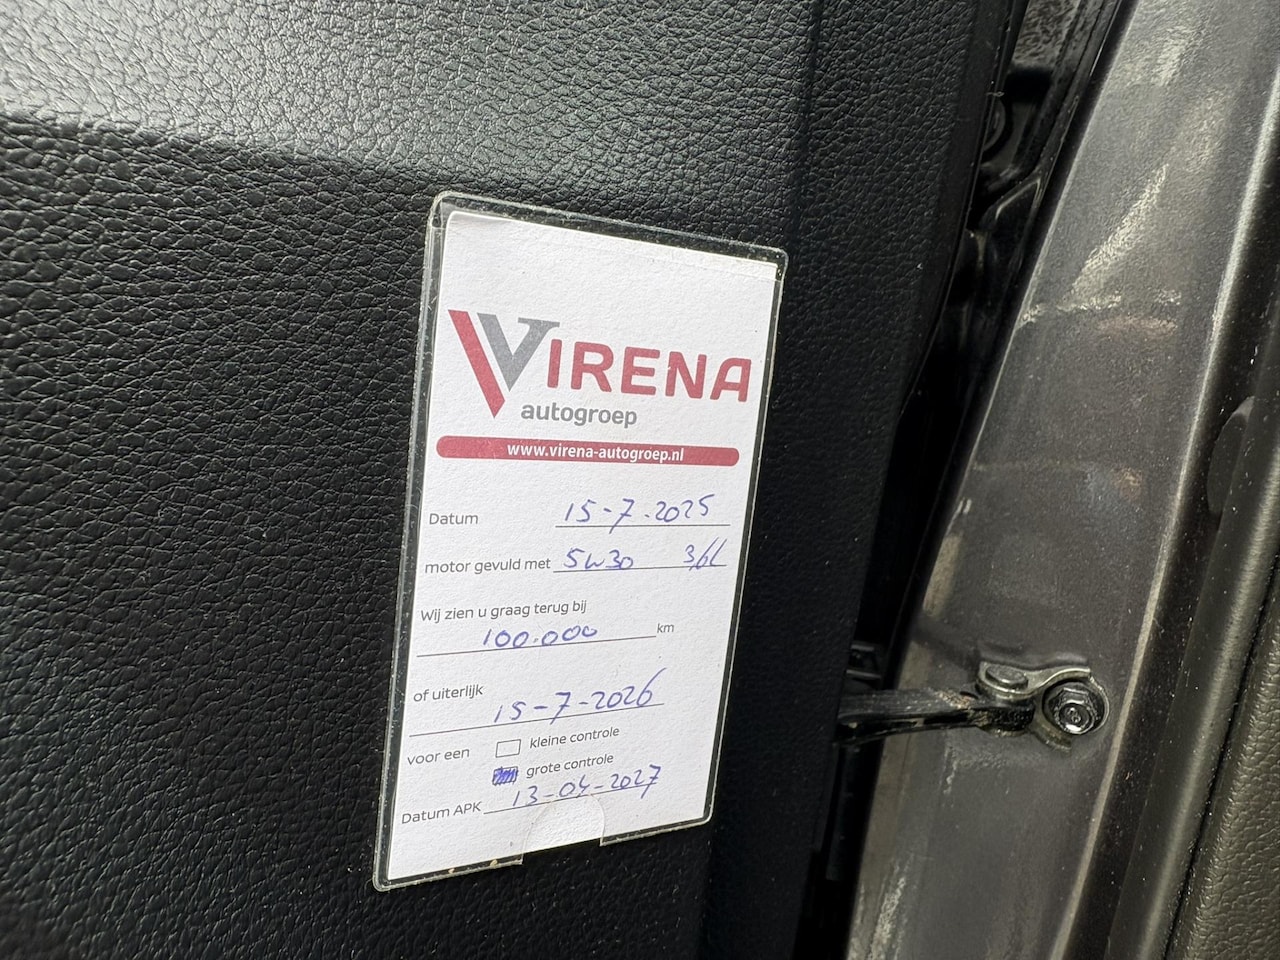 VIRENA
autogroep
www.virena-autogroep.nl
Datum 15-7-2025
motor gevuld met 5w30 3,6L
Wij zien u graag terug bij
100.000 km
of uiterlijk
15-7-2026
voor een kleine controle
grote controle
Datum APK 13-04-2027